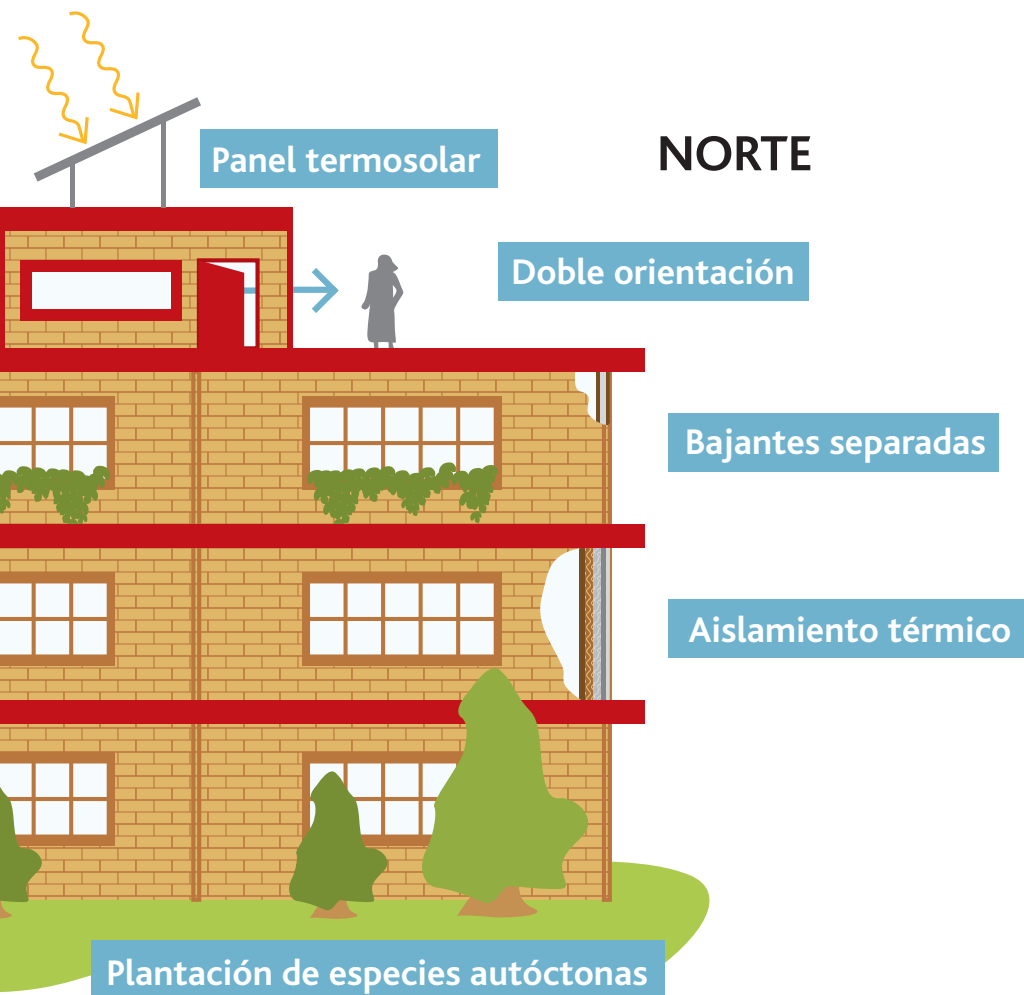 Panel termosolar
NORTE
Doble orientación
Bajantes separadas
Aislamiento térmico
Plantación de especies autóctonas